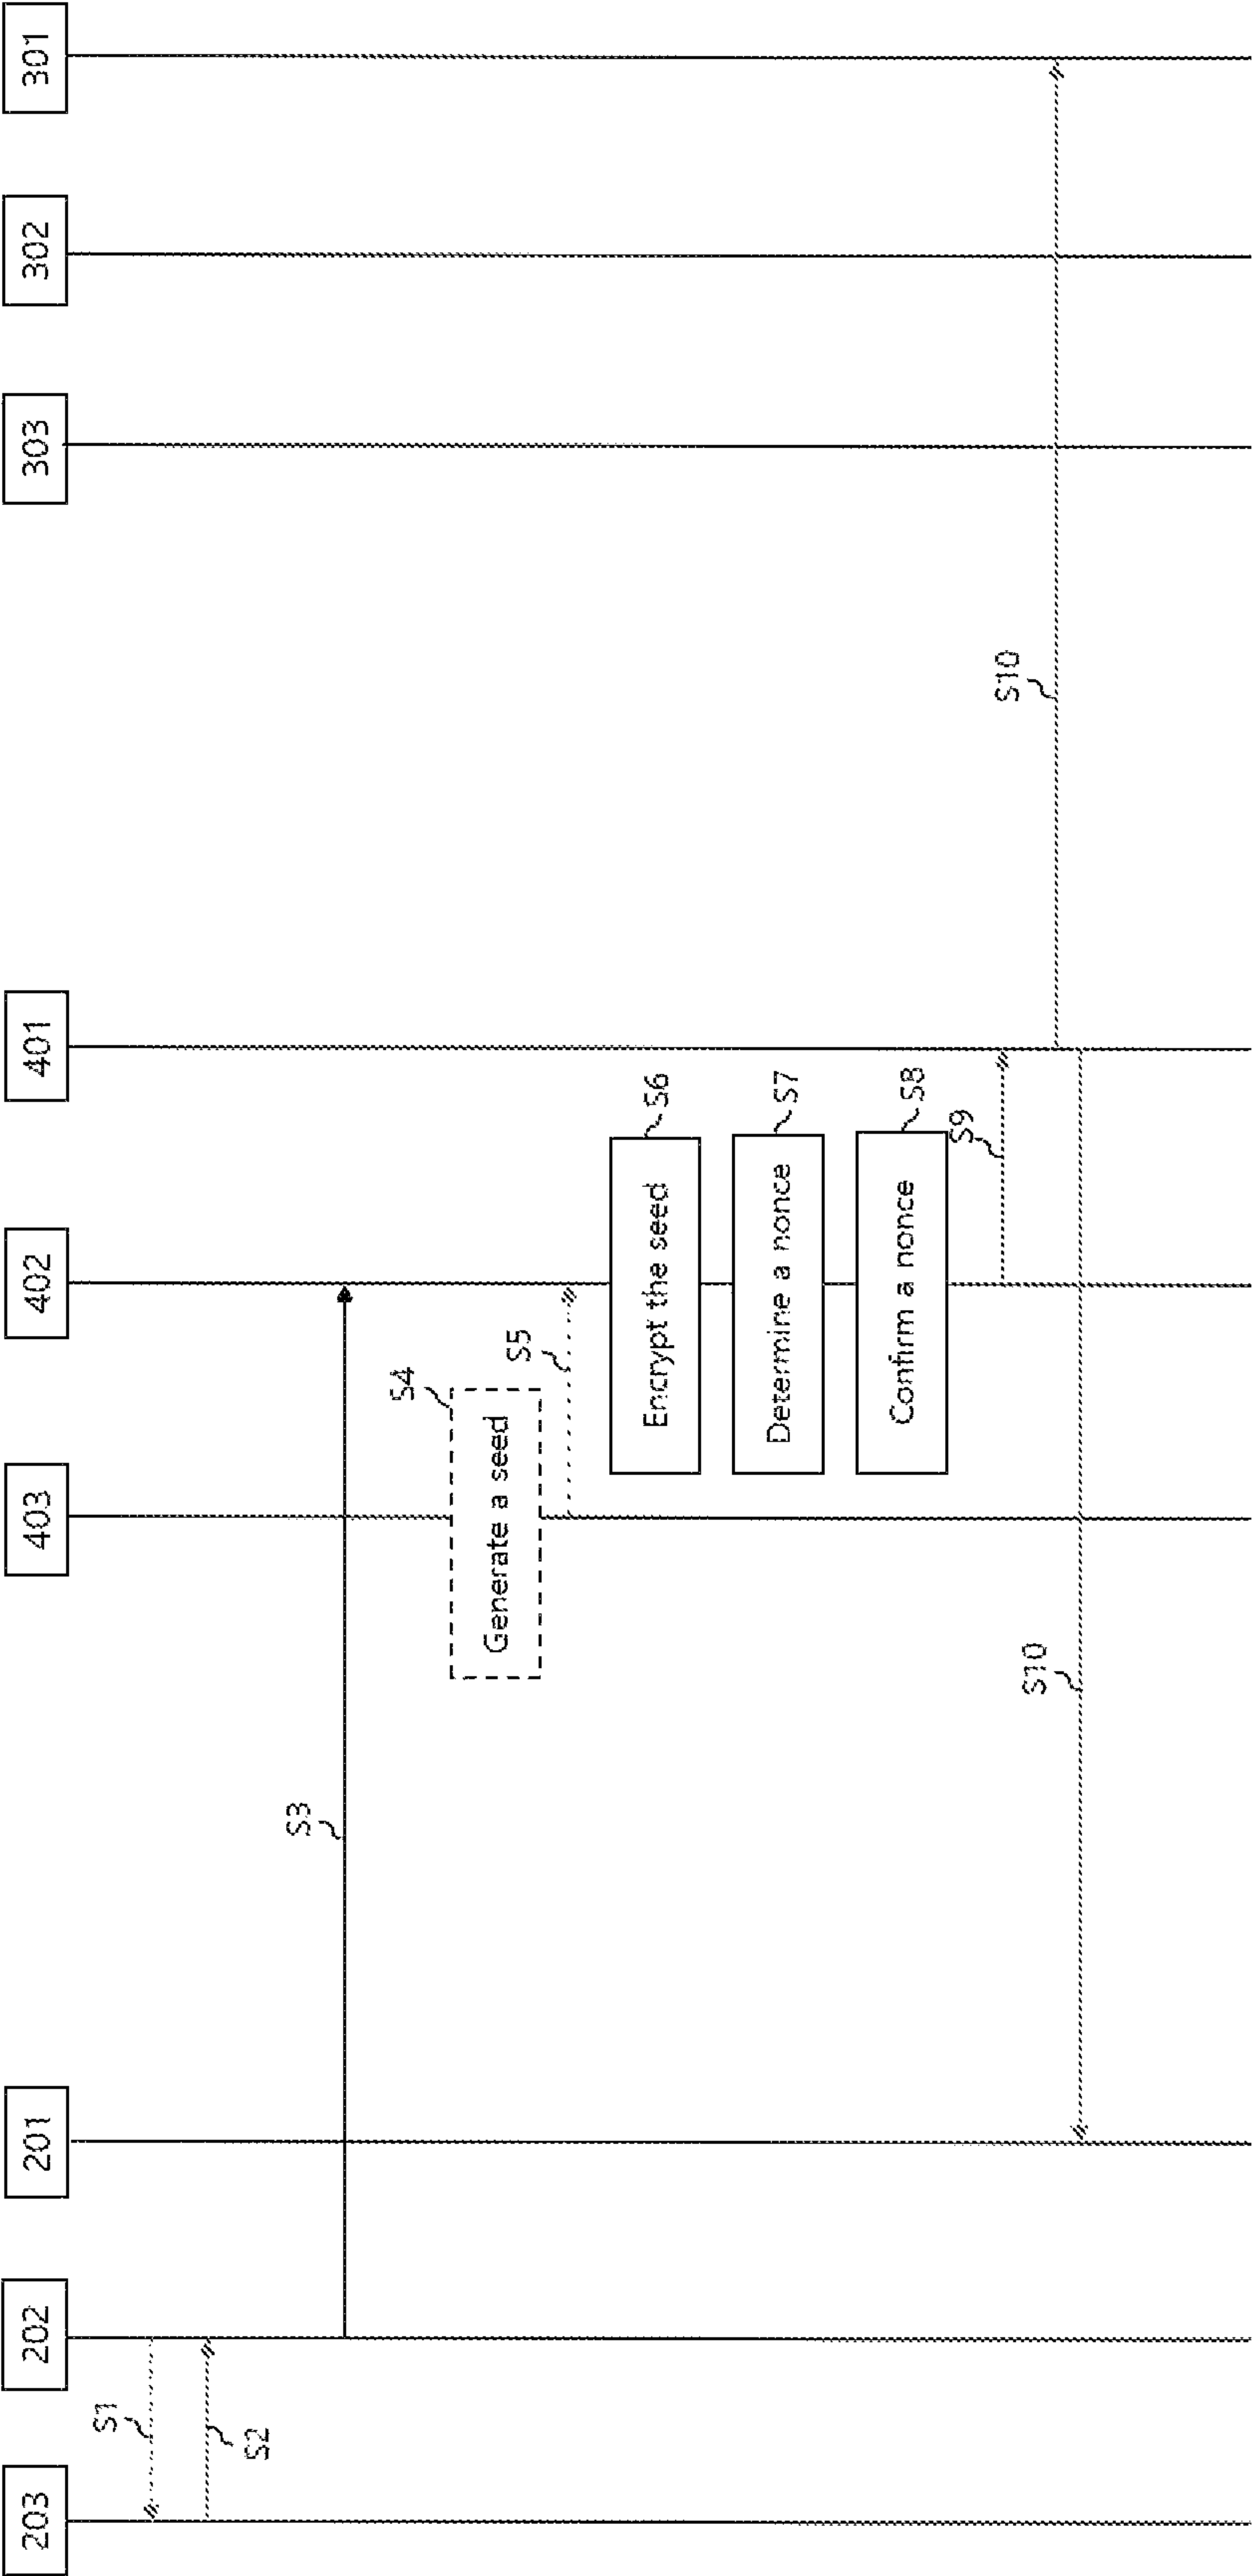 203
202
201
403
402
401
303
302
301
S1
S2
S3
S4
Generate a seed
S5
Encrypt the seed
S6
Determine a nonce
S7
Confirm a nonce
S8
S9
S10
S10